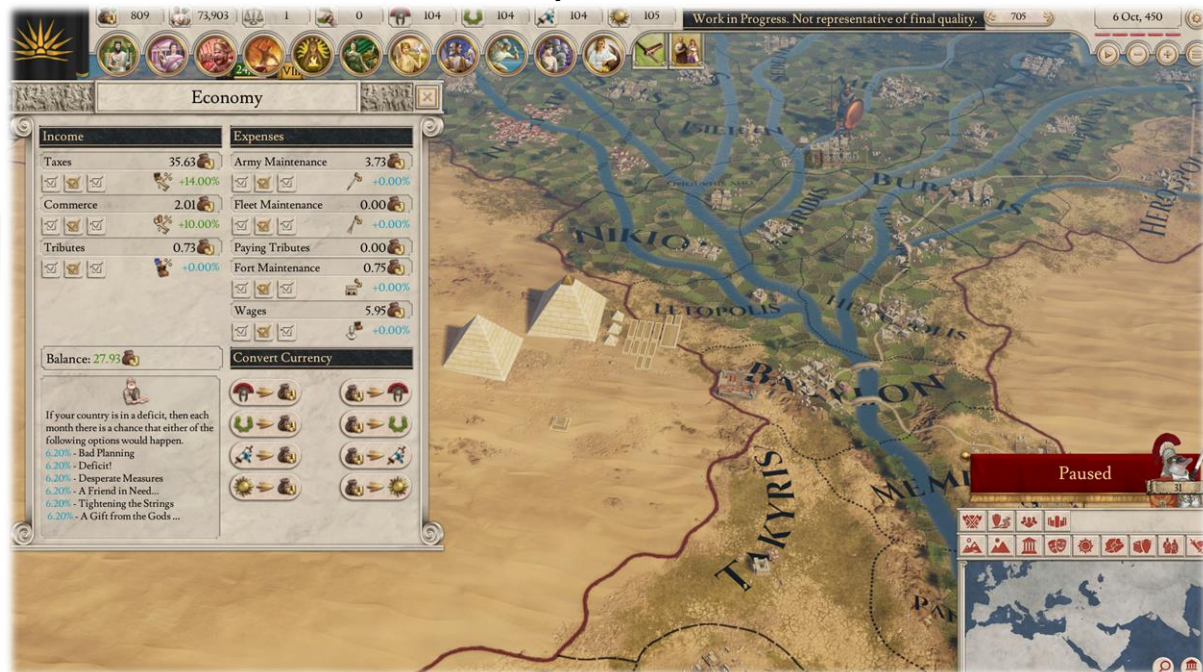 809 73,903 1 0 104 104 104 105 Work in Progress. Not representative of final quality. 705 6 Oct, 450
Economy
Income Expenses
Taxes 35.63 Army Maintenance 3.73
+14.00% +0.00%
Commerce 2.01 Fleet Maintenance 0.00
+10.00% +0.00%
Tributes 0.73 Paying Tributes 0.00
+0.00%
Fort Maintenance 0.75
+0.00%
Wages 5.95
+0.00%
Balance: 27.93 Convert Currency
If your country is in a deficit, then each
month there is a chance that either of the
following options would happen.
6.20% - Bad Planning
6.20% - Deficit!
6.20% - Desperate Measures
6.20% - A Friend in Need...
6.20% - Tightening the Strings
6.20% - A Gift from the Gods ...
NIKIO
LETOPOLIS
BABYLON
TAKYRIS
Paused
31